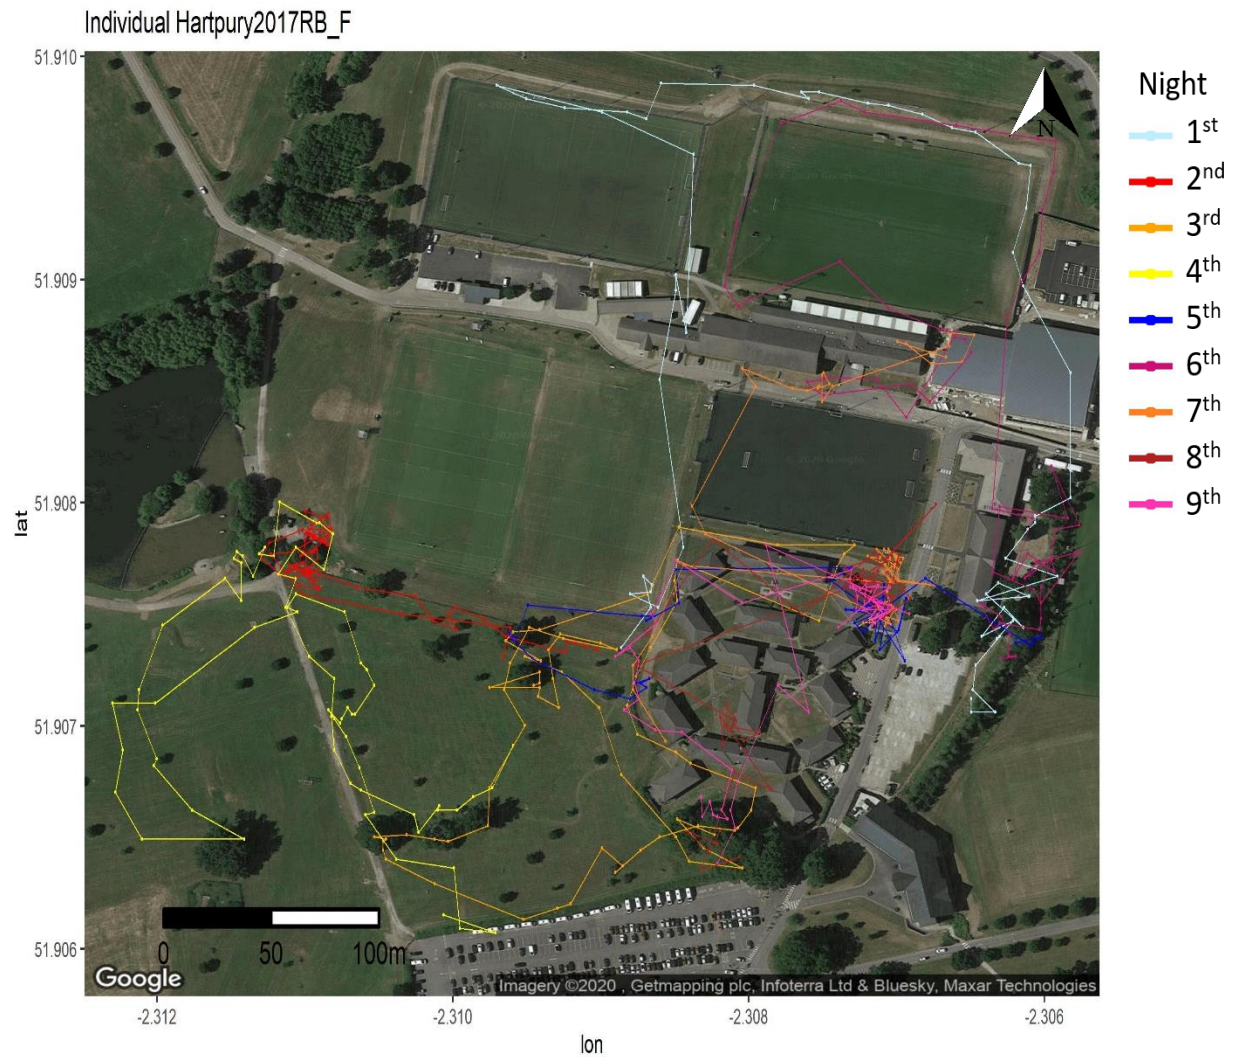 Individual Hartpury2017RB_F
51.910
51.909
51.908
51.907
51.906
lat
N
Night
1st
2nd
3rd
4th
5th
6th
7th
8th
9th
0 50 100m
Google
Imagery ©2020 , Getmapping plc, Infoterra Ltd & Bluesky, Maxar Technologies
-2.312 -2.310 -2.308 -2.306
lon